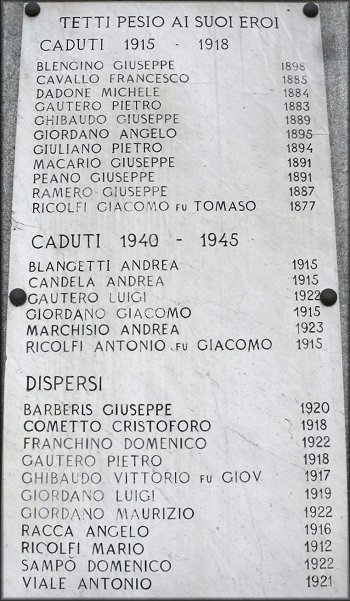 TETTI PESIO AI SUOI EROI
CADUTI 1915 - 1918
BLENGINO GIUSEPPE 1898
CAVALLO FRANCESCO 1885
DADONE MICHELE 1884
GAUTERO PIETRO 1883
GHIBAUDO GIUSEPPE 1889
GIORDANO ANGELO 1895
GIULIANO PIETRO 1894
MACARIO GIUSEPPE 1891
PEANO GIUSEPPE 1891
RAMERO GIUSEPPE 1887
RICOLFI GIACOMO FU TOMASO 1877
CADUTI 1940 - 1945
BLANGETTI ANDREA 1915
CANDELA ANDREA 1915
GAUTERO LUIGI 1922
GIORDANO GIACOMO 1915
MARCHISIO ANDREA 1923
RICOLFI ANTONIO FU GIACOMO 1915
DISPERSI
BARBERIS GIUSEPPE 1920
COMETTO CRISTOFORO 1918
FRANCHINO DOMENICO 1922
GAUTERO PIETRO 1918
GHIBAUDO VITTORIO FU GIOV. 1917
GIORDANO LUIGI 1919
GIORDANO MAURIZIO 1922
RACCA ANGELO 1916
RICOLFI MARIO 1912
SAMPÒ DOMENICO 1922
VIALE ANTONIO 1921